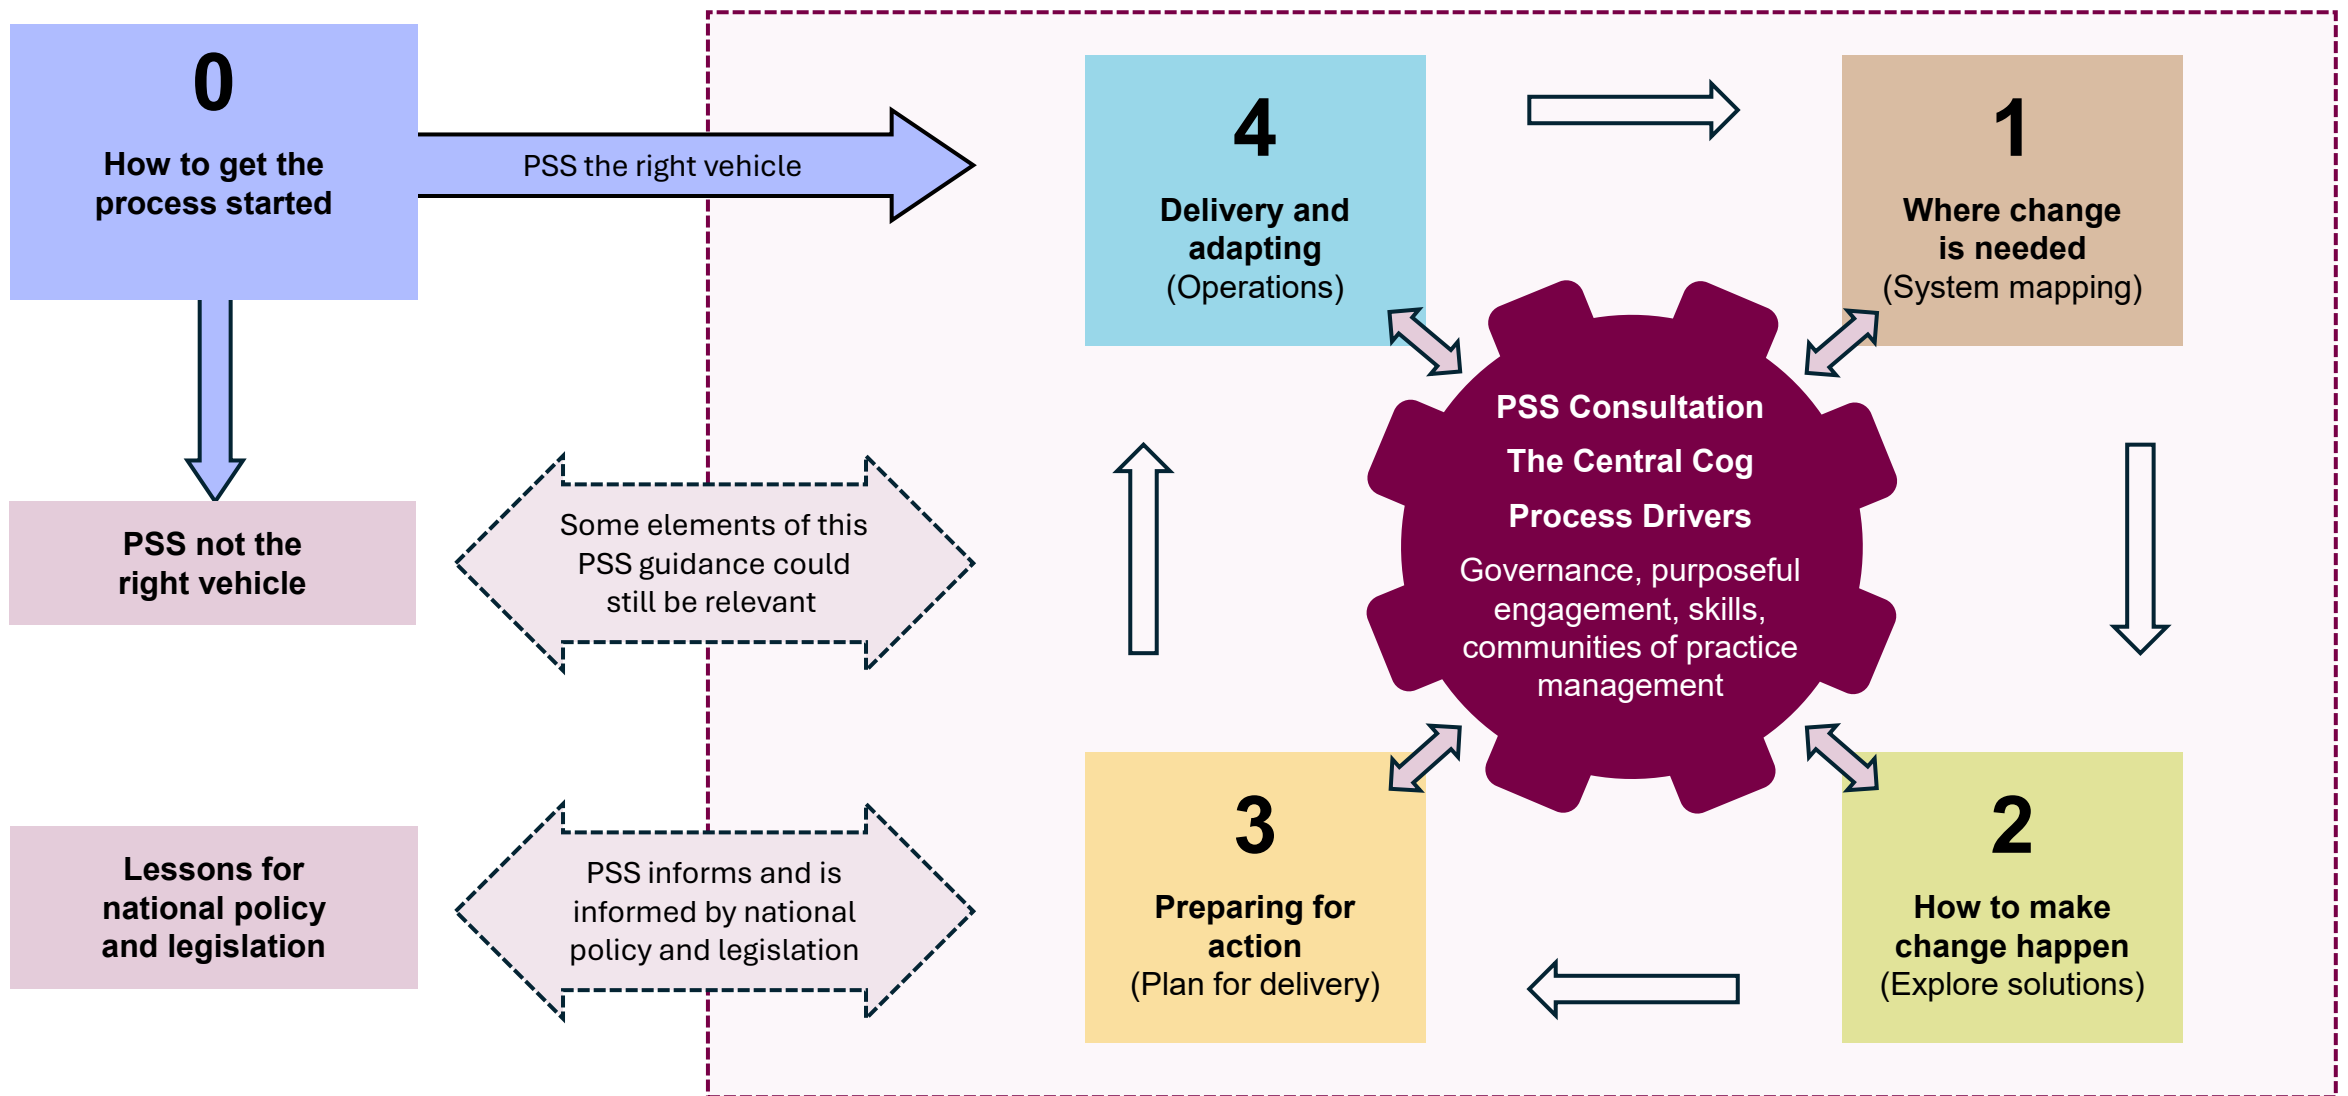 0
How to get the
process started
PSS the right vehicle
4
Delivery and
adapting
(Operations)
1
Where change
is needed
(System mapping)
PSS Consultation
The Central Cog
Process Drivers
Governance, purposeful
engagement, skills,
communities of practice
management
PSS not the
right vehicle
Some elements of this
PSS guidance could
still be relevant
Lessons for
national policy
and legislation
PSS informs and is
informed by national
policy and legislation
3
Preparing for
action
(Plan for delivery)
2
How to make
change happen
(Explore solutions)